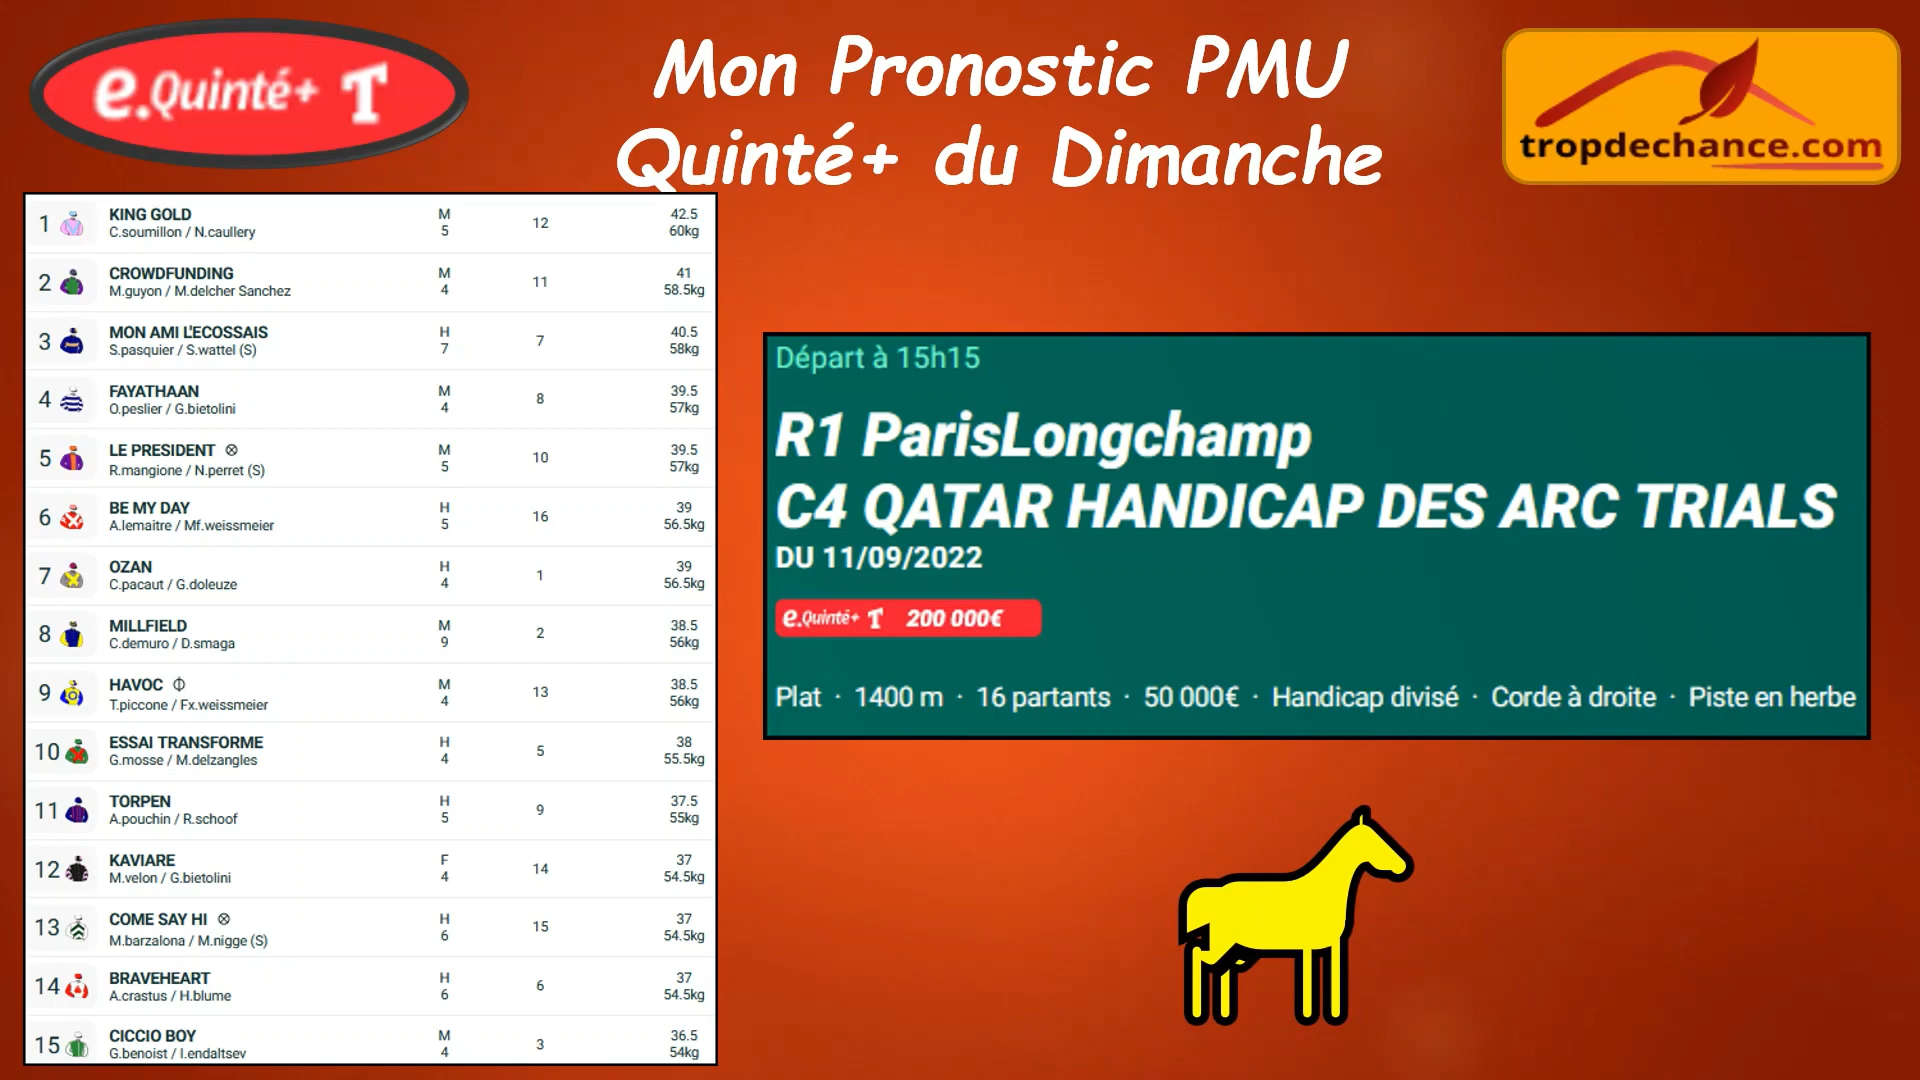 e.Quinté+ T
Mon Pronostic PMU
Quinté+ du Dimanche
tropdechance.com
1 KING GOLD M 12 42.5
C.soumillon / N.caullery 5 60kg
2 CROWDFUNDING M 11 41
M.guyon / M.delcher Sanchez 4 58.5kg
3 MON AMI L'ECOSSAIS H 7 40.5
S.pasquier / S.wattel (S) 7 58kg
4 FAYATHAAN M 8 39.5
O.peslier / G.bietolini 4 57kg
5 LE PRESIDENT M 10 39.5
R.mangione / N.perret (S) 5 57kg
6 BE MY DAY H 16 39
A.lemaitre / Mf.weissmeier 5 56.5kg
7 OZAN H 1 39
C.pacaut / G.doleuze 4 56.5kg
8 MILLFIELD M 2 38.5
C.demuro / D.smaga 9 56kg
9 HAVOC M 13 38.5
T.piccone / Fx.weissmeier 4 56kg
10 ESSAI TRANSFORME H 5 38
G.mosse / M.delzangles 4 55.5kg
11 TORPEN H 9 37.5
A.pouchin / R.schoof 5 55kg
12 KAVIARE F 14 37
M.velon / G.bietolini 4 54.5kg
13 COME SAY HI H 15 37
M.barzalona / M.nigge (S) 6 54.5kg
14 BRAVEHEART H 6 37
A.crastus / H.blume 6 54.5kg
15 CICCIO BOY M 3 36.5
G.benoist / I.endaltsev 4 54kg
Départ à 15h15
R1 ParisLongchamp
C4 QATAR HANDICAP DES ARC TRIALS
DU 11/09/2022
e.Quinté+ T 200 000€
Plat · 1400 m · 16 partants · 50 000€ · Handicap divisé · Corde à droite · Piste en herbe